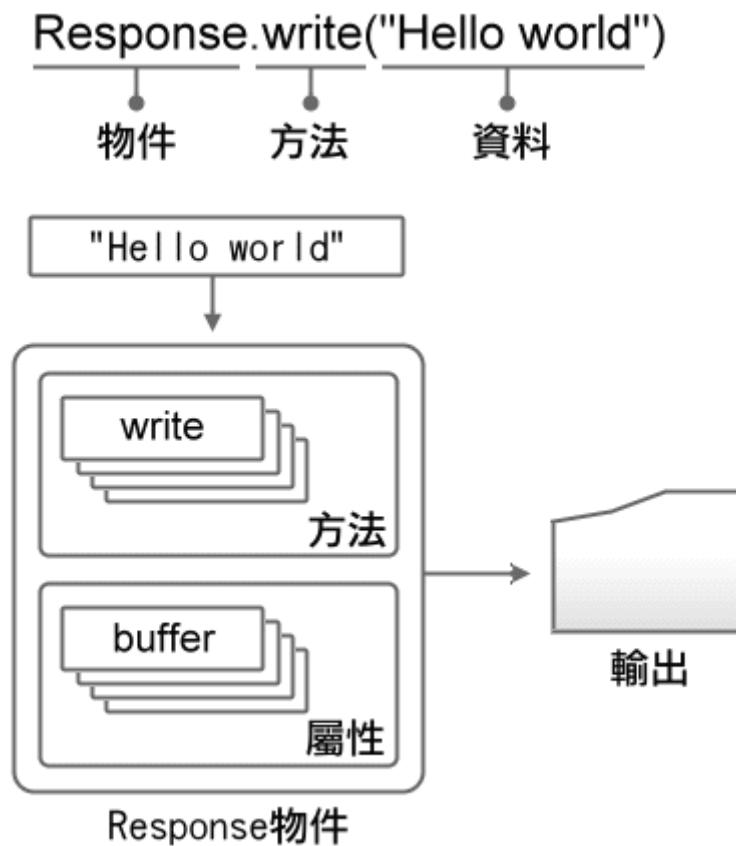 Response.write("Hello world")
物件 方法 資料
"Hello world"
write
方法
buffer
屬性
輸出
Response物件